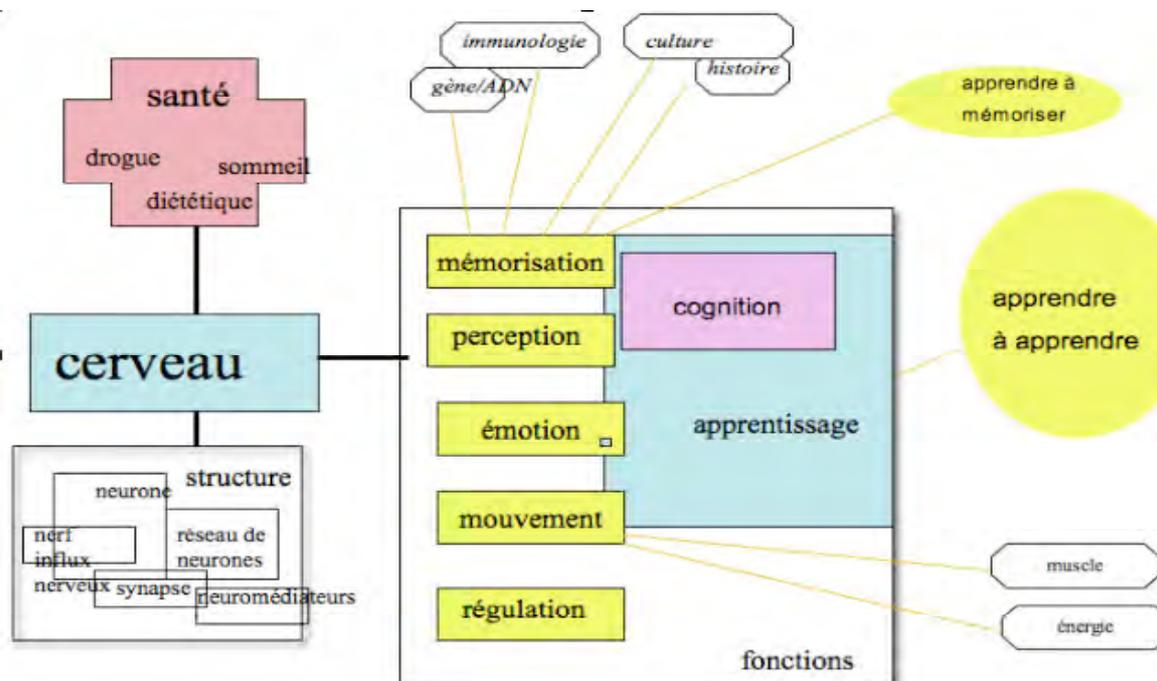 santé
drogue
sommeil
diététique
cerveau
structure
neurone
nerf
influx
nerveux
réseau de
neurones
synapse
neuromédiateurs
immunologie
gène/ADN
culture
histoire
apprendre à
mémoriser
mémorisation
cognition
perception
apprendre
à apprendre
émotion
apprentissage
mouvement
muscle
régulation
énergie
fonctions